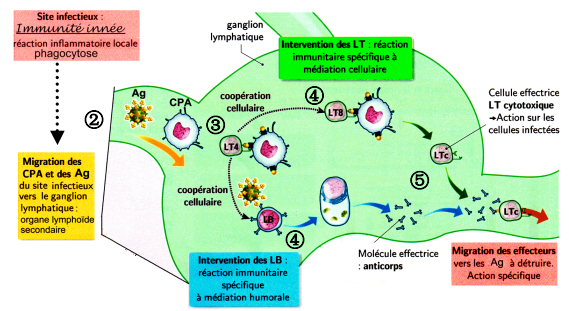 Site infectieux :
Immunité innée
réaction inflammatoire locale
phagocytose
ganglion
lymphatique
Intervention des LT : réaction
immunitaire spécifique à
médiation cellulaire
②
Ag
CPA
coopération
cellulaire
③
LT4
④
LT8
Cellule effectrice
LT cytotoxique
➔Action sur les
cellules infectées
LTc
⑤
Migration des
CPA et des Ag
du site infectieux
vers le ganglion
lymphatique :
organe lymphoïde
secondaire
coopération
cellulaire
LB
④
LTc
Intervention des LB :
réaction immunitaire
spécifique
à médiation humorale
Molécule effectrice
: anticorps
Migration des effecteurs
vers les Ag à détruire.
Action spécifique